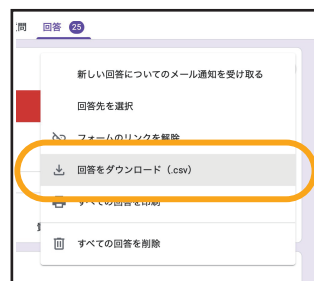 問 回答 25
新しい回答についてのメール通知を受け取る
回答先を選択
フォームのリンクを解除
回答をダウンロード（.csv）
すべての回答を印刷
すべての回答を削除